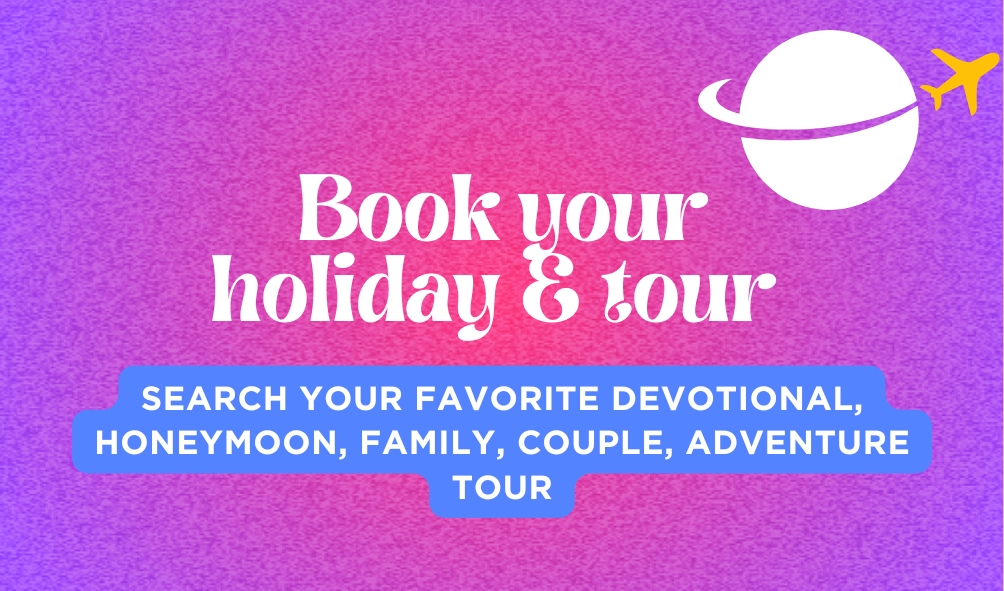 Book your
holiday & tour
SEARCH YOUR FAVORITE DEVOTIONAL,
HONEYMOON, FAMILY, COUPLE, ADVENTURE
TOUR